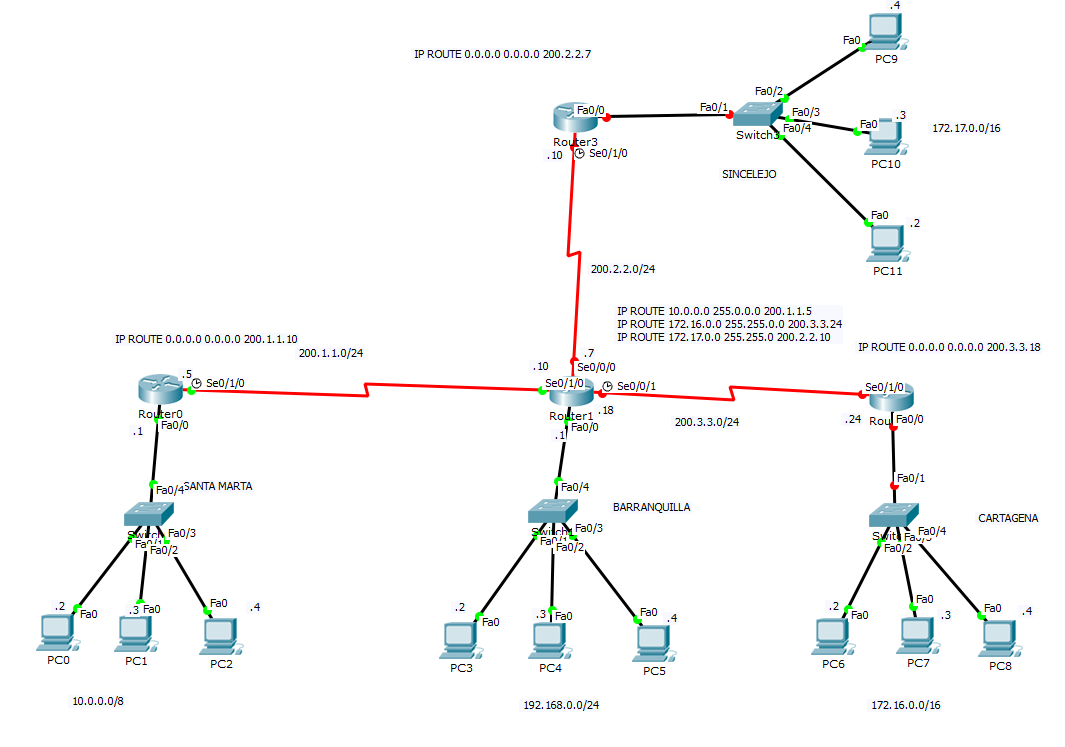 .4
Fa0
PC9
IP ROUTE 0.0.0.0 0.0.0.0 200.2.2.7
Fa0/2
Fa0/0
Fa0/1
Fa0/3
Fa0
.3
172.17.0.0/16
Switch3
Fa0/4
Router3
.10
Se0/1/0
PC10
SINCELEJO
Fa0
.2
PC11
200.2.2.0/24
IP ROUTE 10.0.0.0 255.0.0.0 200.1.1.5
IP ROUTE 172.16.0.0 255.255.0.0 200.3.3.24
IP ROUTE 172.17.0.0 255.255.255.0 200.2.2.10
IP ROUTE 0.0.0.0 0.0.0.0 200.1.1.10
200.1.1.0/24
IP ROUTE 0.0.0.0 0.0.0.0 200.3.3.18
.7
.10
Se0/0/0
.5
Se0/1/0
Se0/1/0
Se0/0/1
Se0/1/0
Router0
Fa0/0
.1
Router1
.18
Fa0/0
.1
200.3.3.0/24
.24
Rou
Fa0/0
Fa0/4
SANTA MARTA
Fa0/4
BARRANQUILLA
Fa0/1
CARTAGENA
Fa0/3
Fa0/2
Fa0/3
Fa0/1
Fa0/2
Fa0/4
Fa0/2
.2
Fa0
.3
Fa0
Fa0
.4
PC0
PC1
PC2
.2
Fa0
.3
Fa0
Fa0
.4
PC3
PC4
PC5
.2
Fa0
Fa0
.3
Fa0
.4
PC6
PC7
PC8
10.0.0.0/8
192.168.0.0/24
172.16.0.0/16